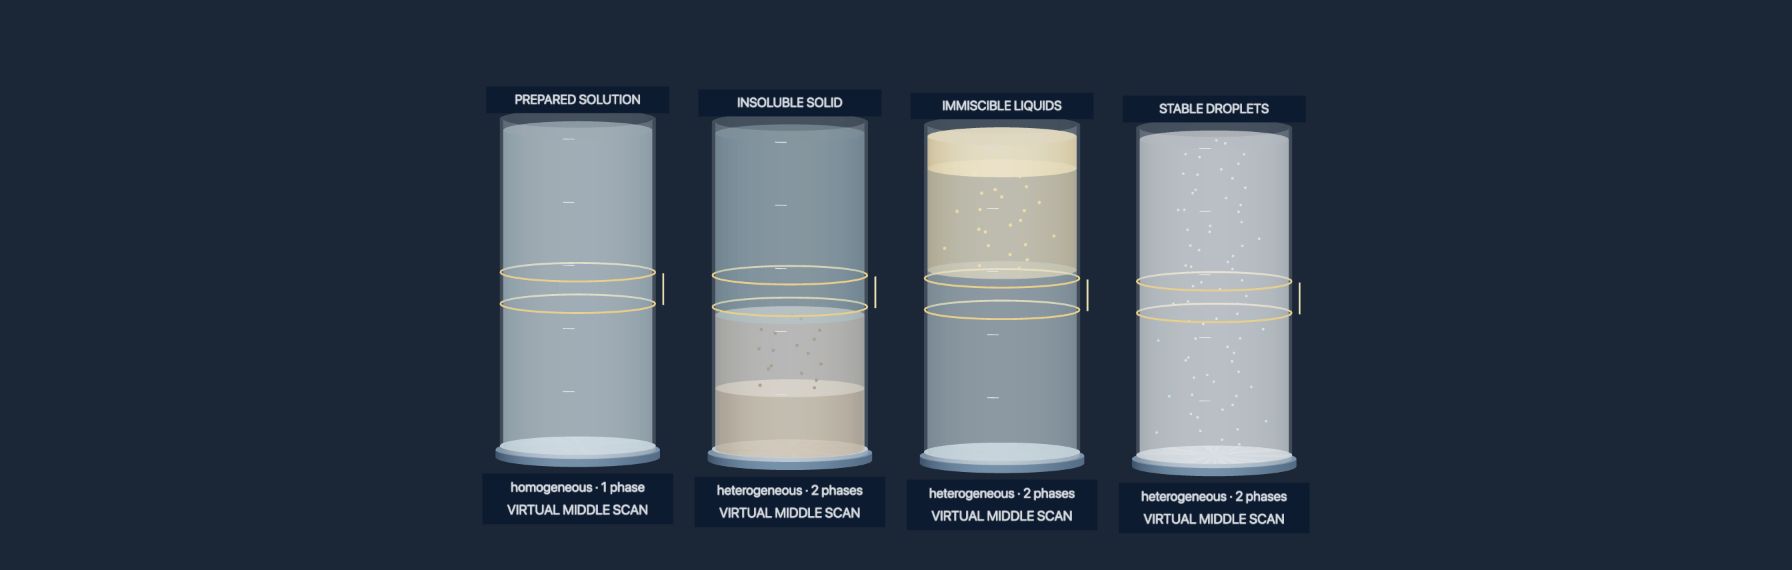 PREPARED SOLUTION
INSOLUBLE SOLID
IMMISCIBLE LIQUIDS
STABLE DROPLETS
homogeneous · 1 phase
VIRTUAL MIDDLE SCAN
heterogeneous · 2 phases
VIRTUAL MIDDLE SCAN
heterogeneous · 2 phases
VIRTUAL MIDDLE SCAN
heterogeneous · 2 phases
VIRTUAL MIDDLE SCAN